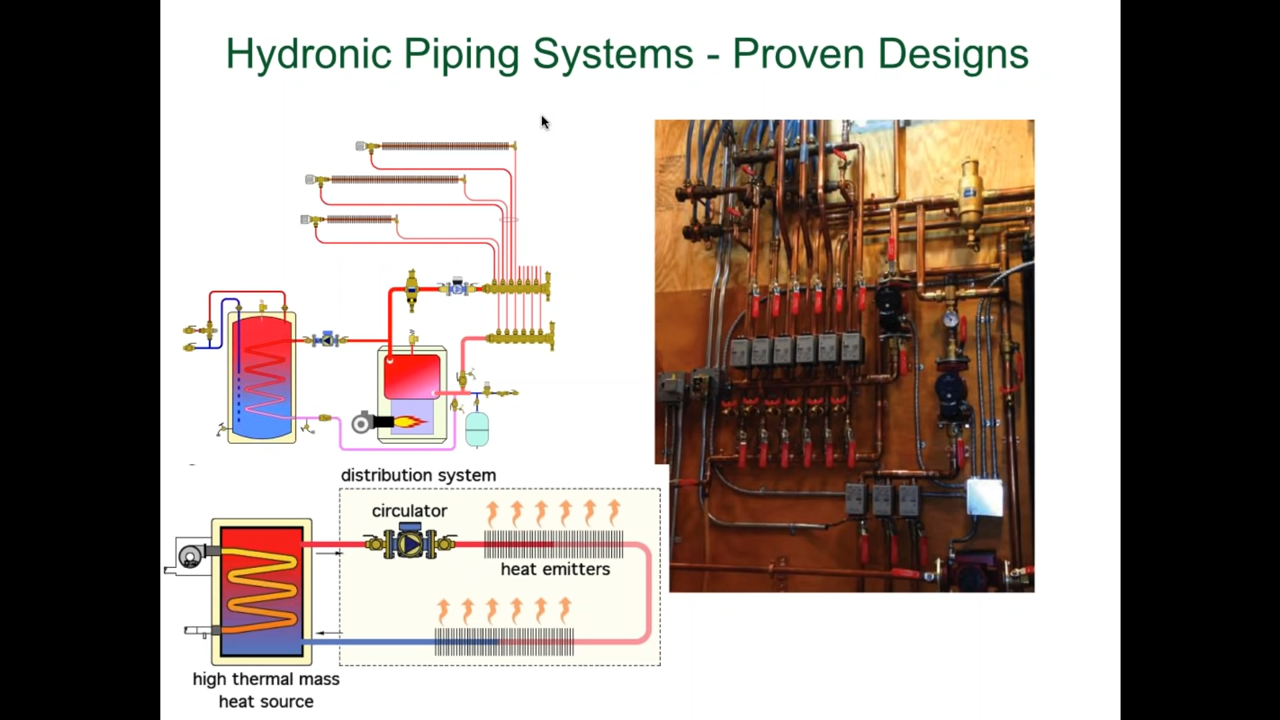 Hydronic Piping Systems - Proven Designs
distribution system
circulator
heat emitters
high thermal mass
heat source